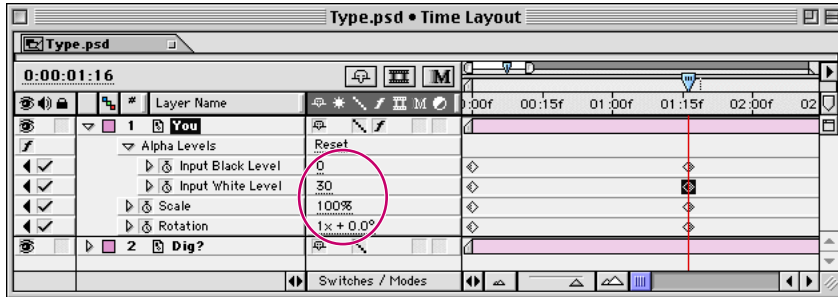 Type.psd • Time Layout
Type.psd
0:00:01:16
M
# Layer Name M :00f 00:15f 01:00f 01:15f 02:00f 02
1 You
Alpha Levels Reset
Input Black Level 0
Input White Level 30
Scale 100%
Rotation 1x + 0.0°
2 Dig?
Switches / Modes